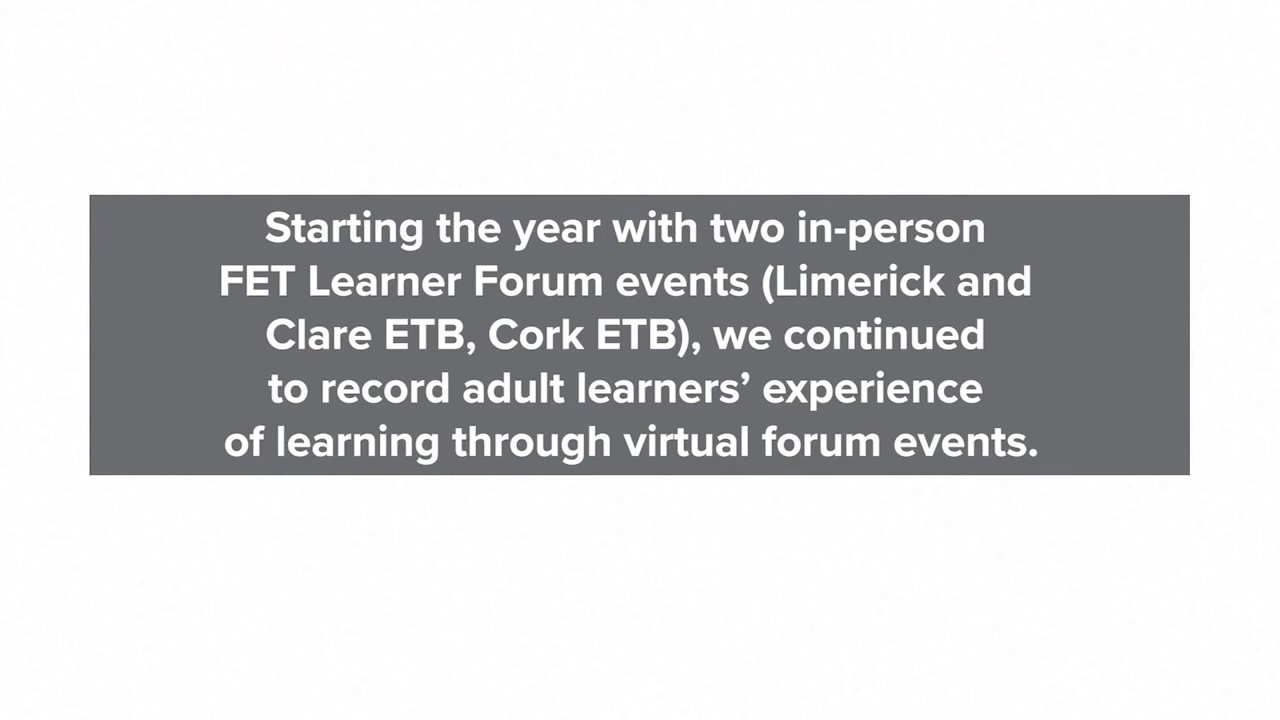 Starting the year with two in-person
FET Learner Forum events (Limerick and
Clare ETB, Cork ETB), we continued
to record adult learners’ experience
of learning through virtual forum events.